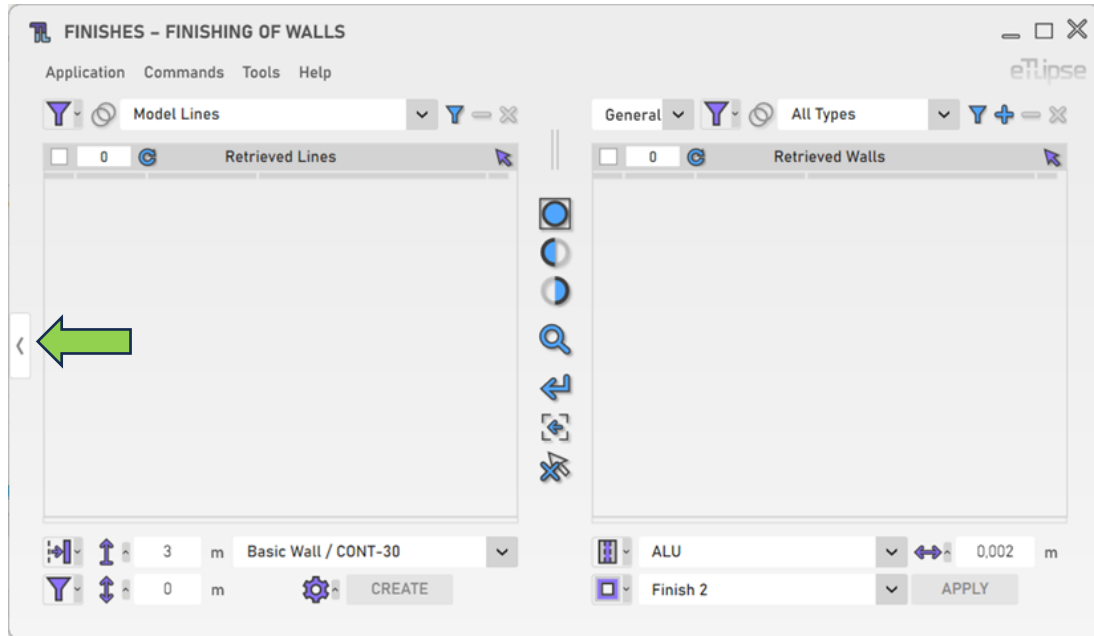 FINISHES – FINISHING OF WALLS
Application Commands Tools Help
eTLipse
Model Lines
General All Types
0 Retrieved Lines
0 Retrieved Walls
3 m Basic Wall / CONT-30
0 m CREATE
ALU 0,002 m
Finish 2 APPLY